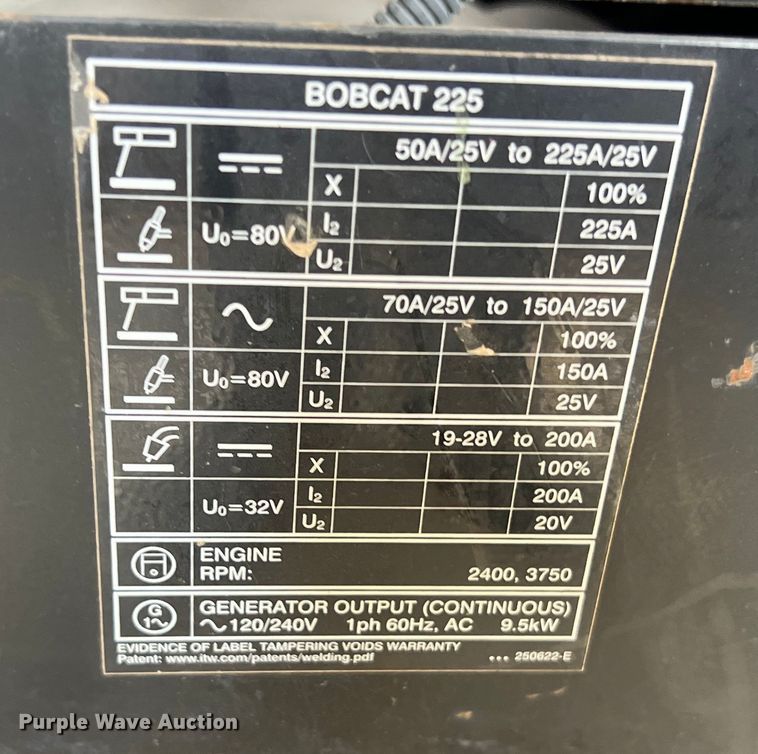 BOBCAT 225
50A/25V to 225A/25V
X 100%
U₀=80V I₂ 225A
U₂ 25V
70A/25V to 150A/25V
X 100%
U₀=80V I₂ 150A
U₂ 25V
19-28V to 200A
X 100%
U₀=32V I₂ 200A
U₂ 20V
ENGINE
RPM: 2400, 3750
G
1~
GENERATOR OUTPUT (CONTINUOUS)
~120/240V 1ph 60Hz, AC 9.5kW
EVIDENCE OF LABEL TAMPERING VOIDS WARRANTY
Patent: www.itw.com/patents/welding.pdf ••• 250622-E
Purple Wave Auction